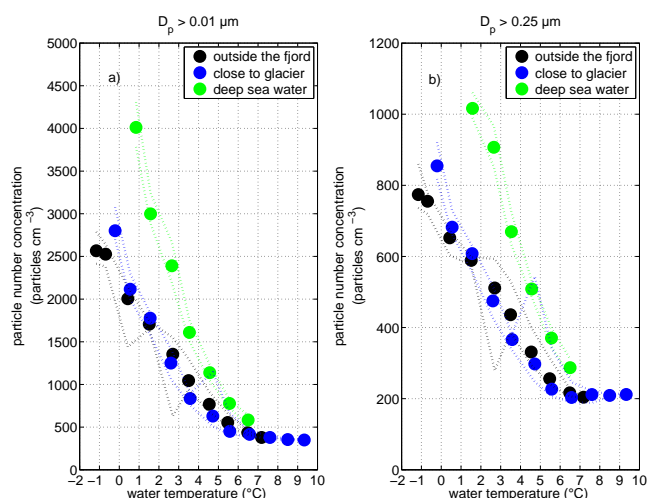 D_p > 0.01 µm
5000
4500
4000
3500
3000
2500
2000
1500
1000
500
0
particle number concentration
(particles cm⁻³)
a)
outside the fjord
close to glacier
deep sea water
−2 −1 0 1 2 3 4 5 6 7 8 9 10
water temperature (°C)
D_p > 0.25 µm
1200
1000
800
600
400
200
0
particle number concentration
(particles cm⁻³)
b)
outside the fjord
close to glacier
deep sea water
−2 −1 0 1 2 3 4 5 6 7 8 9 10
water temperature (°C)